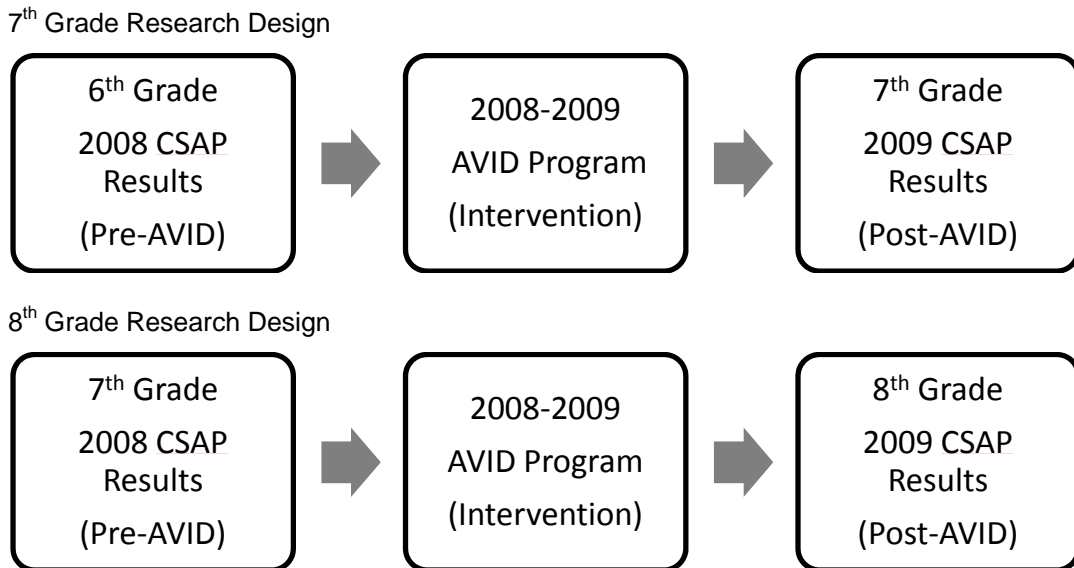 7th Grade Research Design
6th Grade
2008 CSAP
Results
(Pre-AVID)
2008-2009
AVID Program
(Intervention)
7th Grade
2009 CSAP
Results
(Post-AVID)
8th Grade Research Design
7th Grade
2008 CSAP
Results
(Pre-AVID)
2008-2009
AVID Program
(Intervention)
8th Grade
2009 CSAP
Results
(Post-AVID)